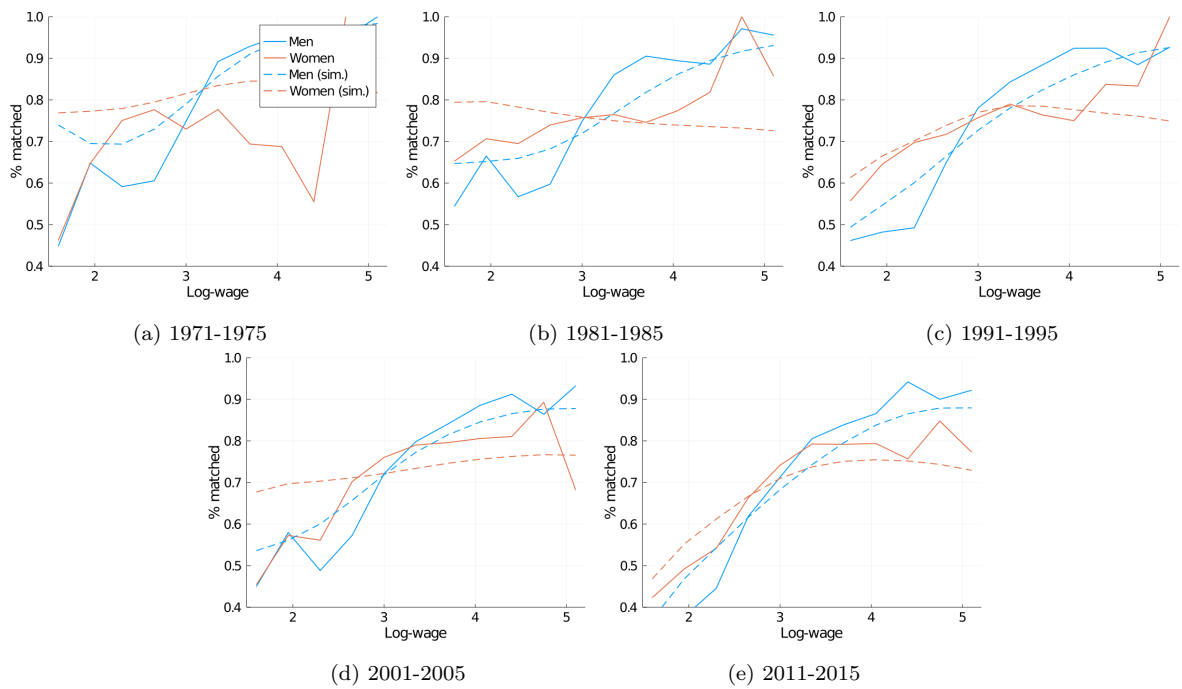 1.0
0.9
0.8
0.7
0.6
0.5
0.4
% matched
2 3 4 5
Log-wage
Men
Women
Men (sim.)
Women (sim.)
(a) 1971-1975
1.0
0.9
0.8
0.7
0.6
0.5
0.4
% matched
2 3 4 5
Log-wage
(b) 1981-1985
1.0
0.9
0.8
0.7
0.6
0.5
0.4
% matched
2 3 4 5
Log-wage
(c) 1991-1995
1.0
0.9
0.8
0.7
0.6
0.5
0.4
% matched
2 3 4 5
Log-wage
(d) 2001-2005
1.0
0.9
0.8
0.7
0.6
0.5
0.4
% matched
2 3 4 5
Log-wage
(e) 2011-2015